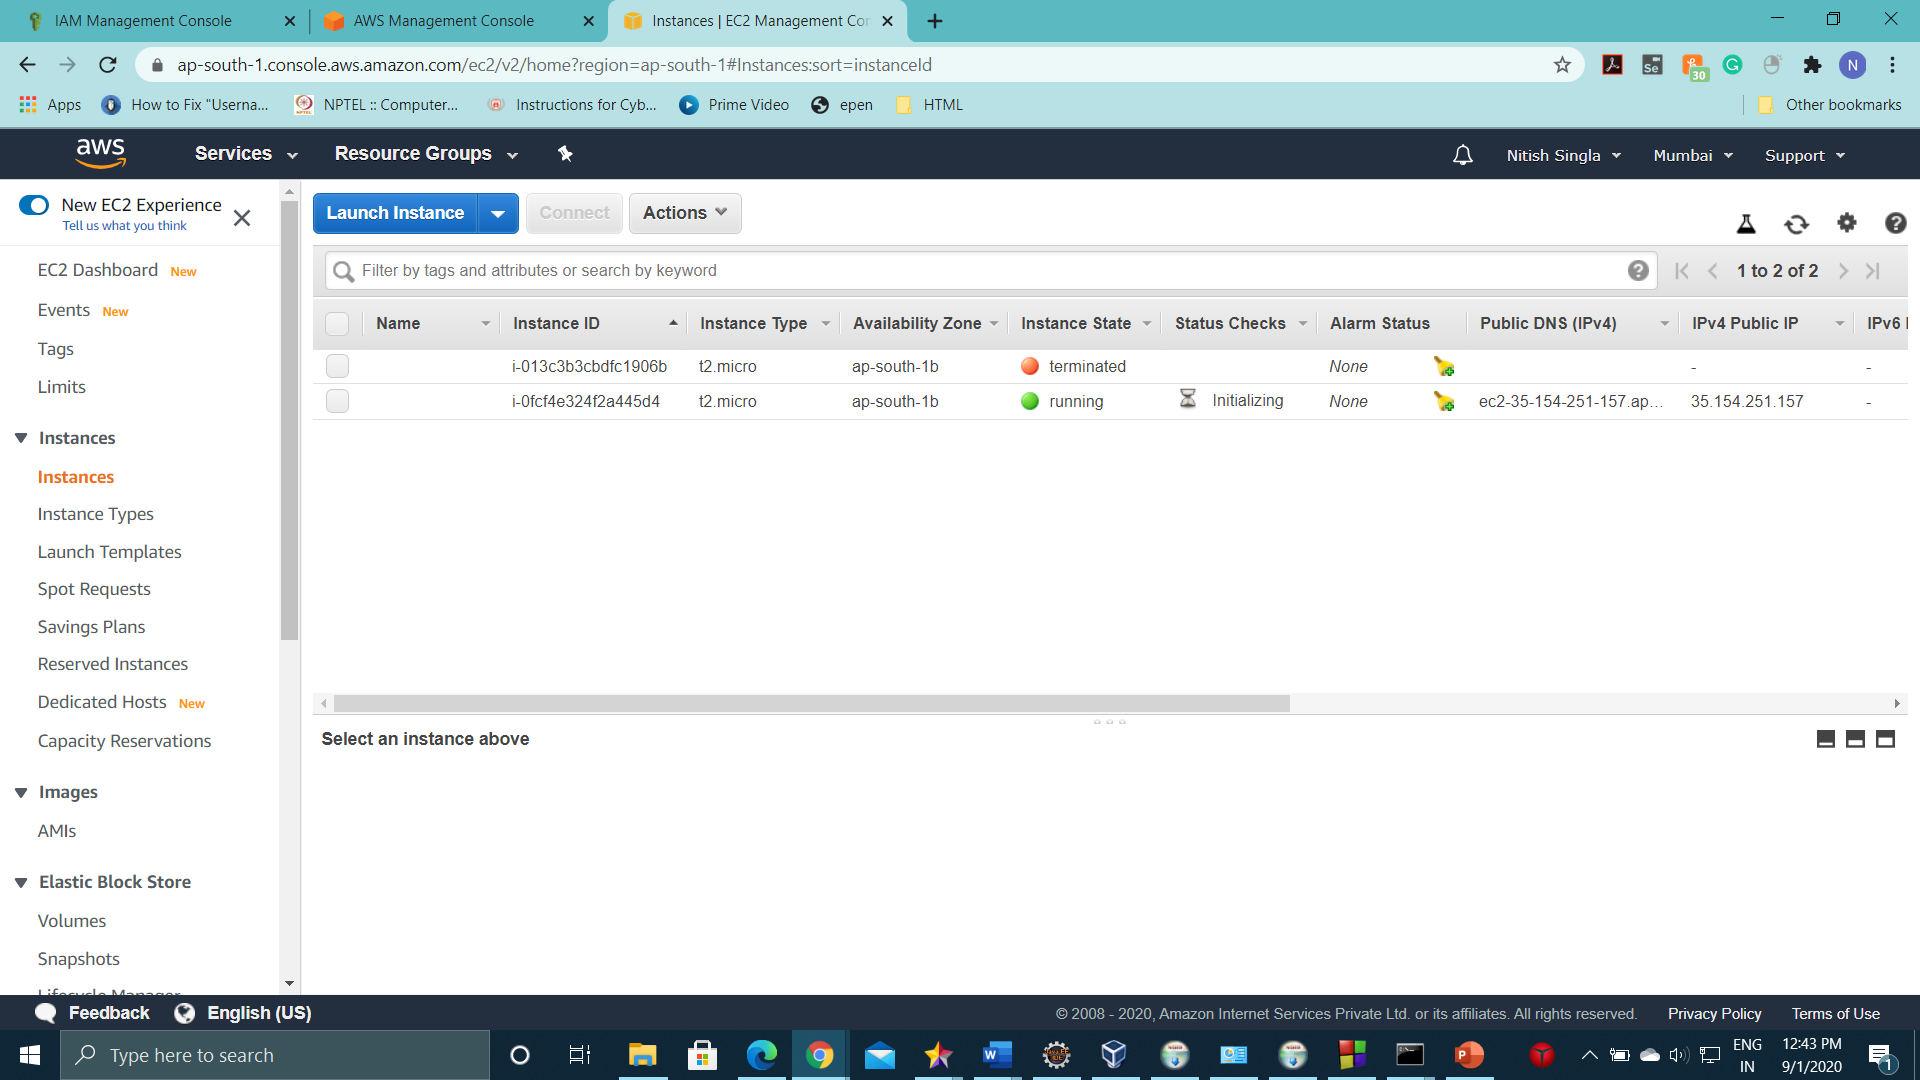 IAM Management Console
AWS Management Console
Instances | EC2 Management Con
ap-south-1.console.aws.amazon.com/ec2/v2/home?region=ap-south-1#Instances:sort=instanceId
Se
30
N
Apps
How to Fix "Userna...
NPTEL :: Computer...
Instructions for Cyb...
Prime Video
epen
HTML
Other bookmarks
aws
Services
Resource Groups
Nitish Singla
Mumbai
Support
New EC2 Experience
Tell us what you think
EC2 Dashboard New
Events New
Tags
Limits
Instances
Instances
Instance Types
Launch Templates
Spot Requests
Savings Plans
Reserved Instances
Dedicated Hosts New
Capacity Reservations
Images
AMIs
Elastic Block Store
Volumes
Snapshots
Lifecycle Manager
Launch Instance
Connect
Actions
Filter by tags and attributes or search by keyword
1 to 2 of 2
Name Instance ID Instance Type Availability Zone Instance State Status Checks Alarm Status Public DNS (IPv4) IPv4 Public IP IPv6 I
i-013c3b3cbdfc1906b t2.micro ap-south-1b terminated None - -
i-0fcf4e324f2a445d4 t2.micro ap-south-1b running Initializing None ec2-35-154-251-157.ap... 35.154.251.157 -
Select an instance above
Feedback
English (US)
© 2008 - 2020, Amazon Internet Services Private Ltd. or its affiliates. All rights reserved.
Privacy Policy
Terms of Use
Type here to search
ENG
IN
12:43 PM
9/1/2020
1